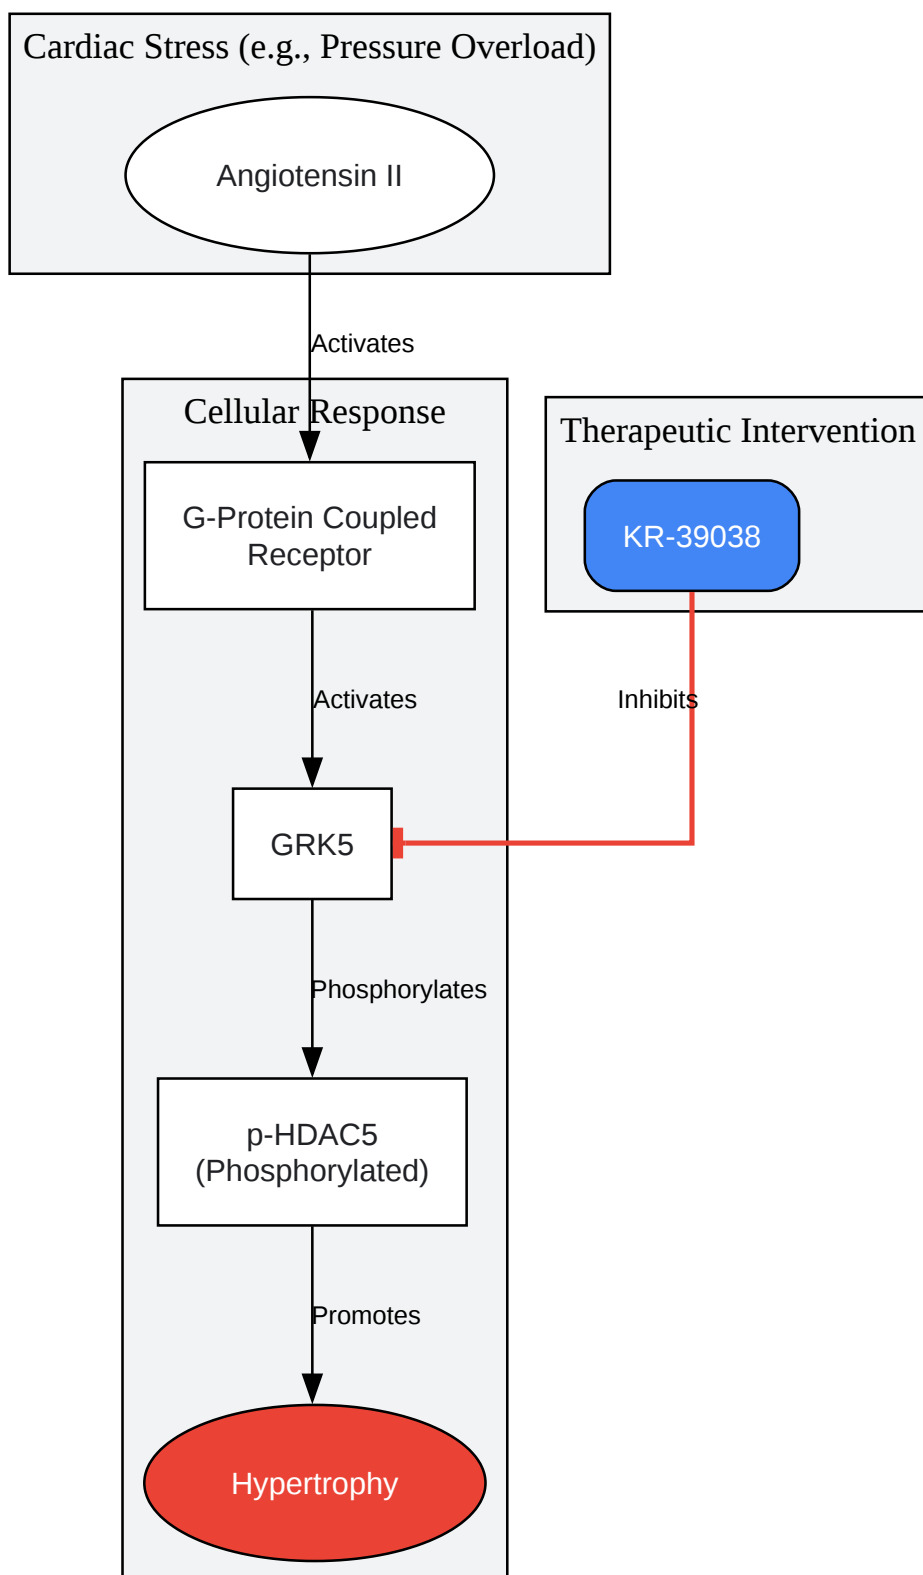 Cardiac Stress (e.g., Pressure Overload)
Angiotensin II
Activates
Cellular Response
G-Protein Coupled
Receptor
Therapeutic Intervention
KR-39038
Activates
Inhibits
GRK5
Phosphorylates
p-HDAC5
(Phosphorylated)
Promotes
Hypertrophy